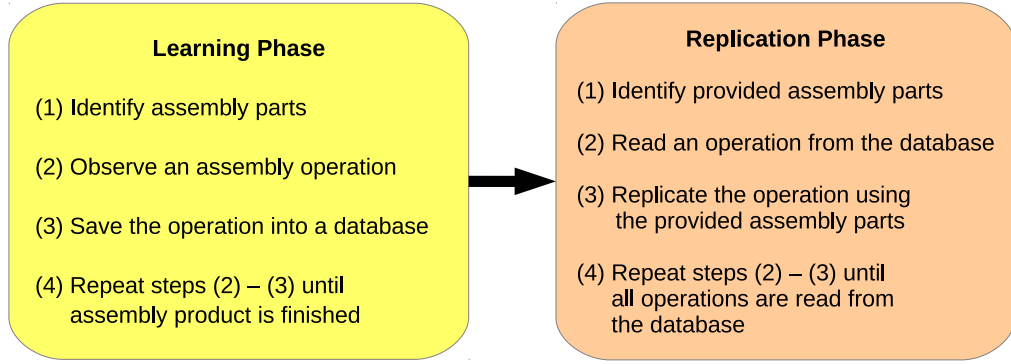 Learning Phase
(1) Identify assembly parts
(2) Observe an assembly operation
(3) Save the operation into a database
(4) Repeat steps (2) – (3) until
assembly product is finished
Replication Phase
(1) Identify provided assembly parts
(2) Read an operation from the database
(3) Replicate the operation using
the provided assembly parts
(4) Repeat steps (2) – (3) until
all operations are read from
the database